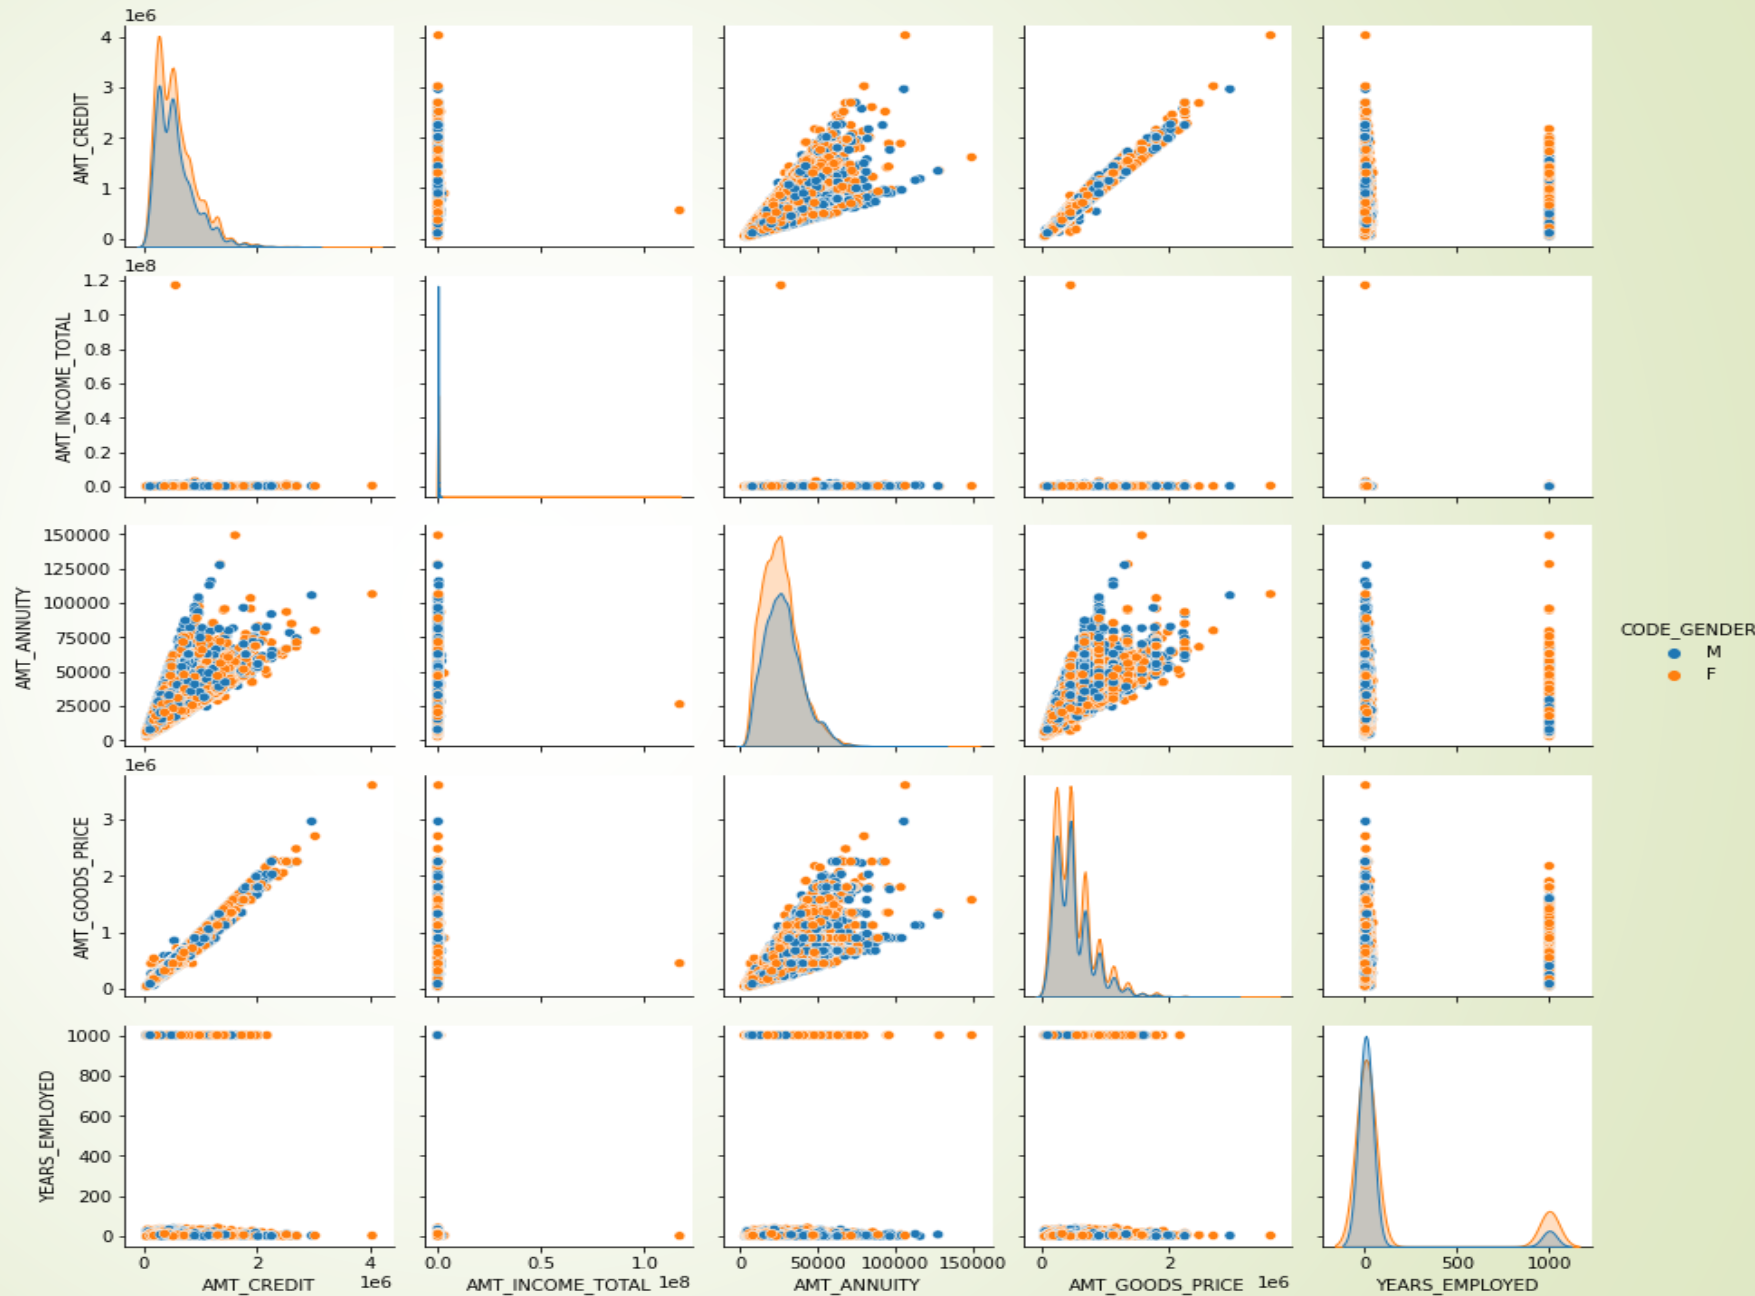 1e6
4
3
2
1
0
AMT_CREDIT
1e8
1.2
1.0
0.8
0.6
0.4
0.2
0.0
AMT_INCOME_TOTAL
150000
125000
100000
75000
50000
25000
0
AMT_ANNUITY
CODE_GENDER
M
F
1e6
3
2
1
0
AMT_GOODS_PRICE
1000
800
600
400
200
0
YEARS_EMPLOYED
0 2 4 0.0 0.5 1.0 0 50000 100000 150000 0 2 0 500 1000
AMT_CREDIT 1e6 AMT_INCOME_TOTAL 1e8 AMT_ANNUITY AMT_GOODS_PRICE 1e6 YEARS_EMPLOYED